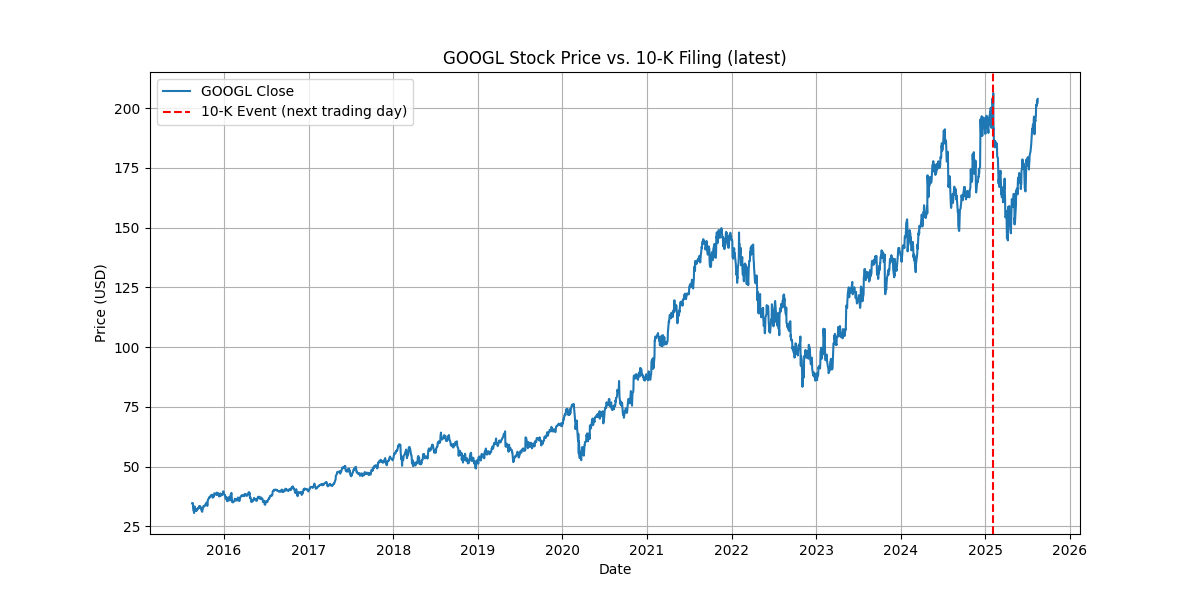 GOOGL Stock Price vs. 10-K Filing (latest)
GOOGL Close
10-K Event (next trading day)
Price (USD)
200
175
150
125
100
75
50
25
2016 2017 2018 2019 2020 2021 2022 2023 2024 2025 2026
Date